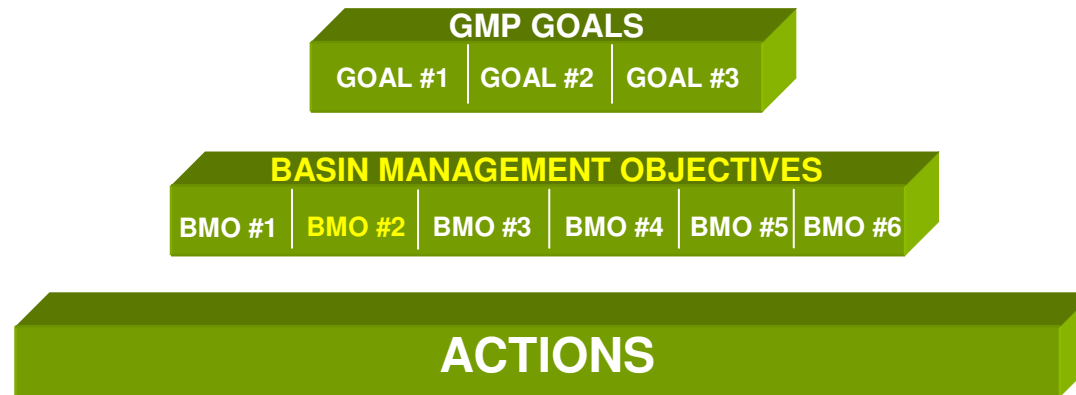 GMP GOALS
GOAL #1 GOAL #2 GOAL #3
BASIN MANAGEMENT OBJECTIVES
BMO #1 BMO #2 BMO #3 BMO #4 BMO #5 BMO #6
ACTIONS